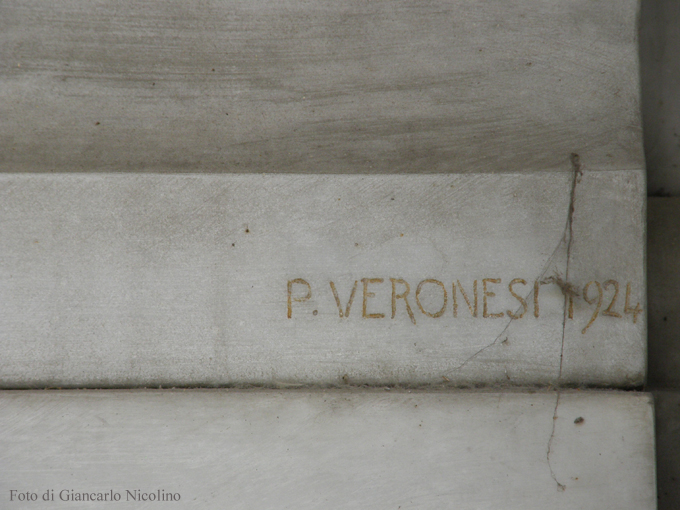 P. VERONESI 1924
Foto di Giancarlo Nicolino